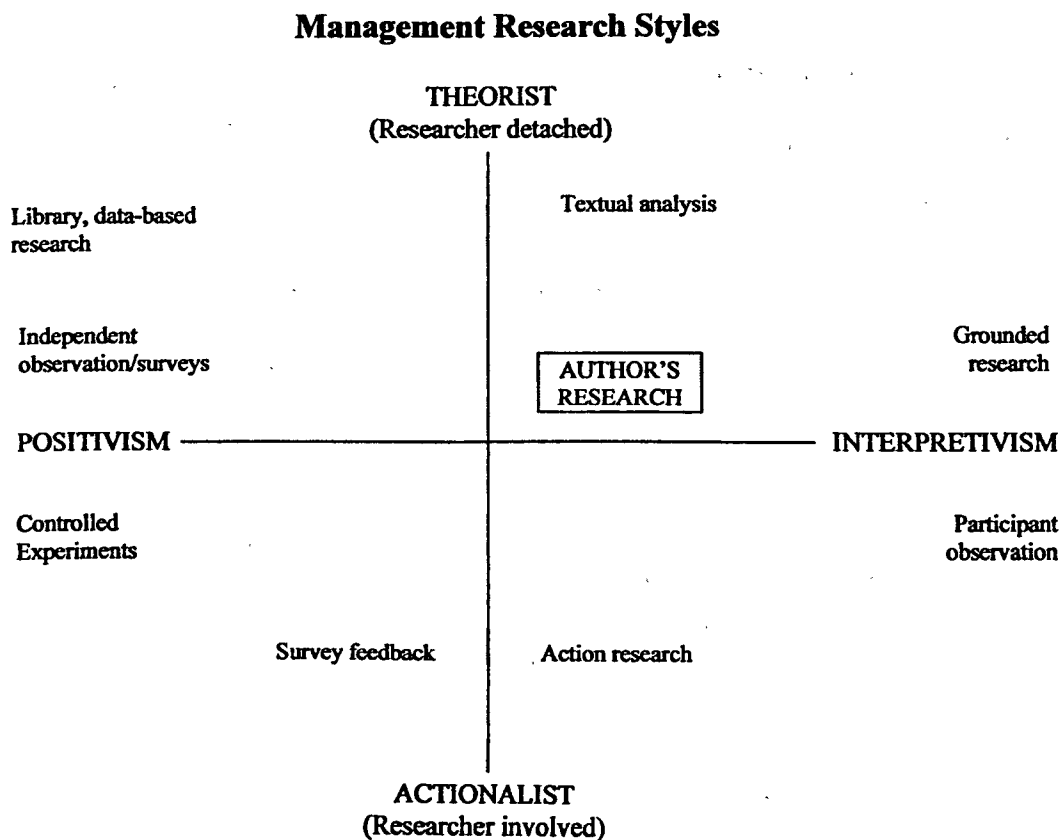 Management Research Styles
THEORIST
(Researcher detached)
Library, data-based
research
Textual analysis
Independent
observation/surveys
Grounded
research
AUTHOR'S
RESEARCH
POSITIVISM
INTERPRETIVISM
Controlled
Experiments
Participant
observation
Survey feedback
Action research
ACTIONALIST
(Researcher involved)